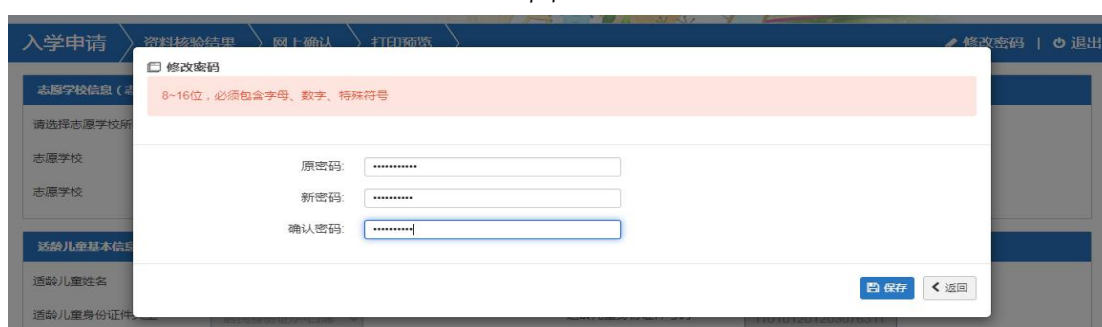 入学申请 资料核验结果 网上确认 打印预览 修改密码 | 退出
修改密码
志愿学校信息(志
8~16位，必须包含字母、数字、特殊符号
请选择志愿学校所
志愿学校
原密码: •••••••••••
志愿学校
新密码: ••••••••••
确认密码: ••••••••••
适龄儿童基本信息
适龄儿童姓名
保存 返回
适龄儿童身份证件